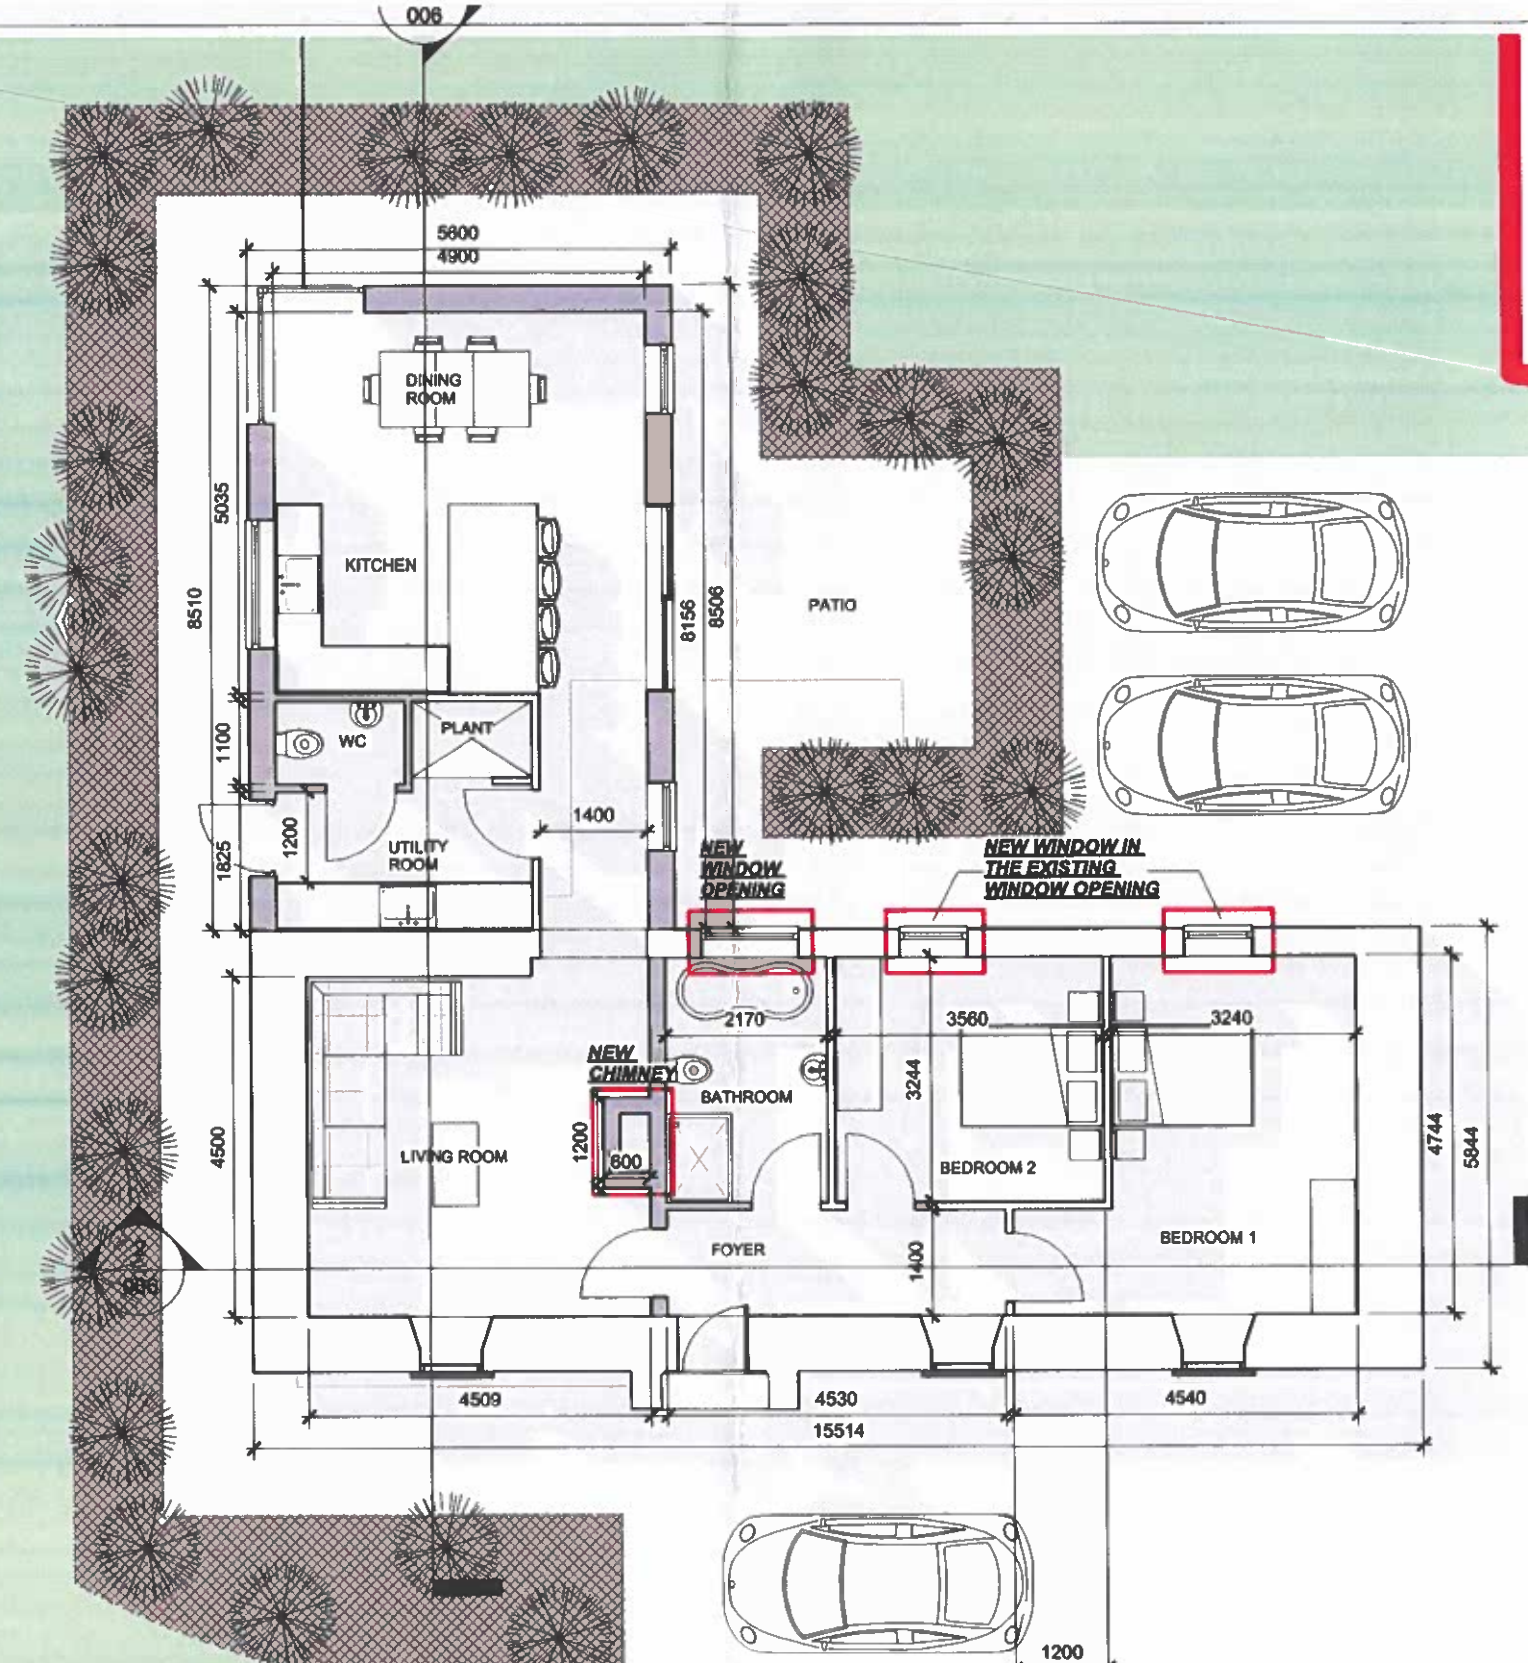 006
5600
4900
DINING
ROOM
5035
8510
KITCHEN
8156
8506
PATIO
1100
WC
PLANT
1400
1200
1825
UTILITY
ROOM
NEW
WINDOW
OPENING
NEW WINDOW IN
THE EXISTING
WINDOW OPENING
2170
3560
3240
NEW
CHIMNEY
BATHROOM
3244
4500
1200
600
LIVING ROOM
BEDROOM 2
4744
5844
FOYER
1400
BEDROOM 1
4509
4530
4540
15514
1200